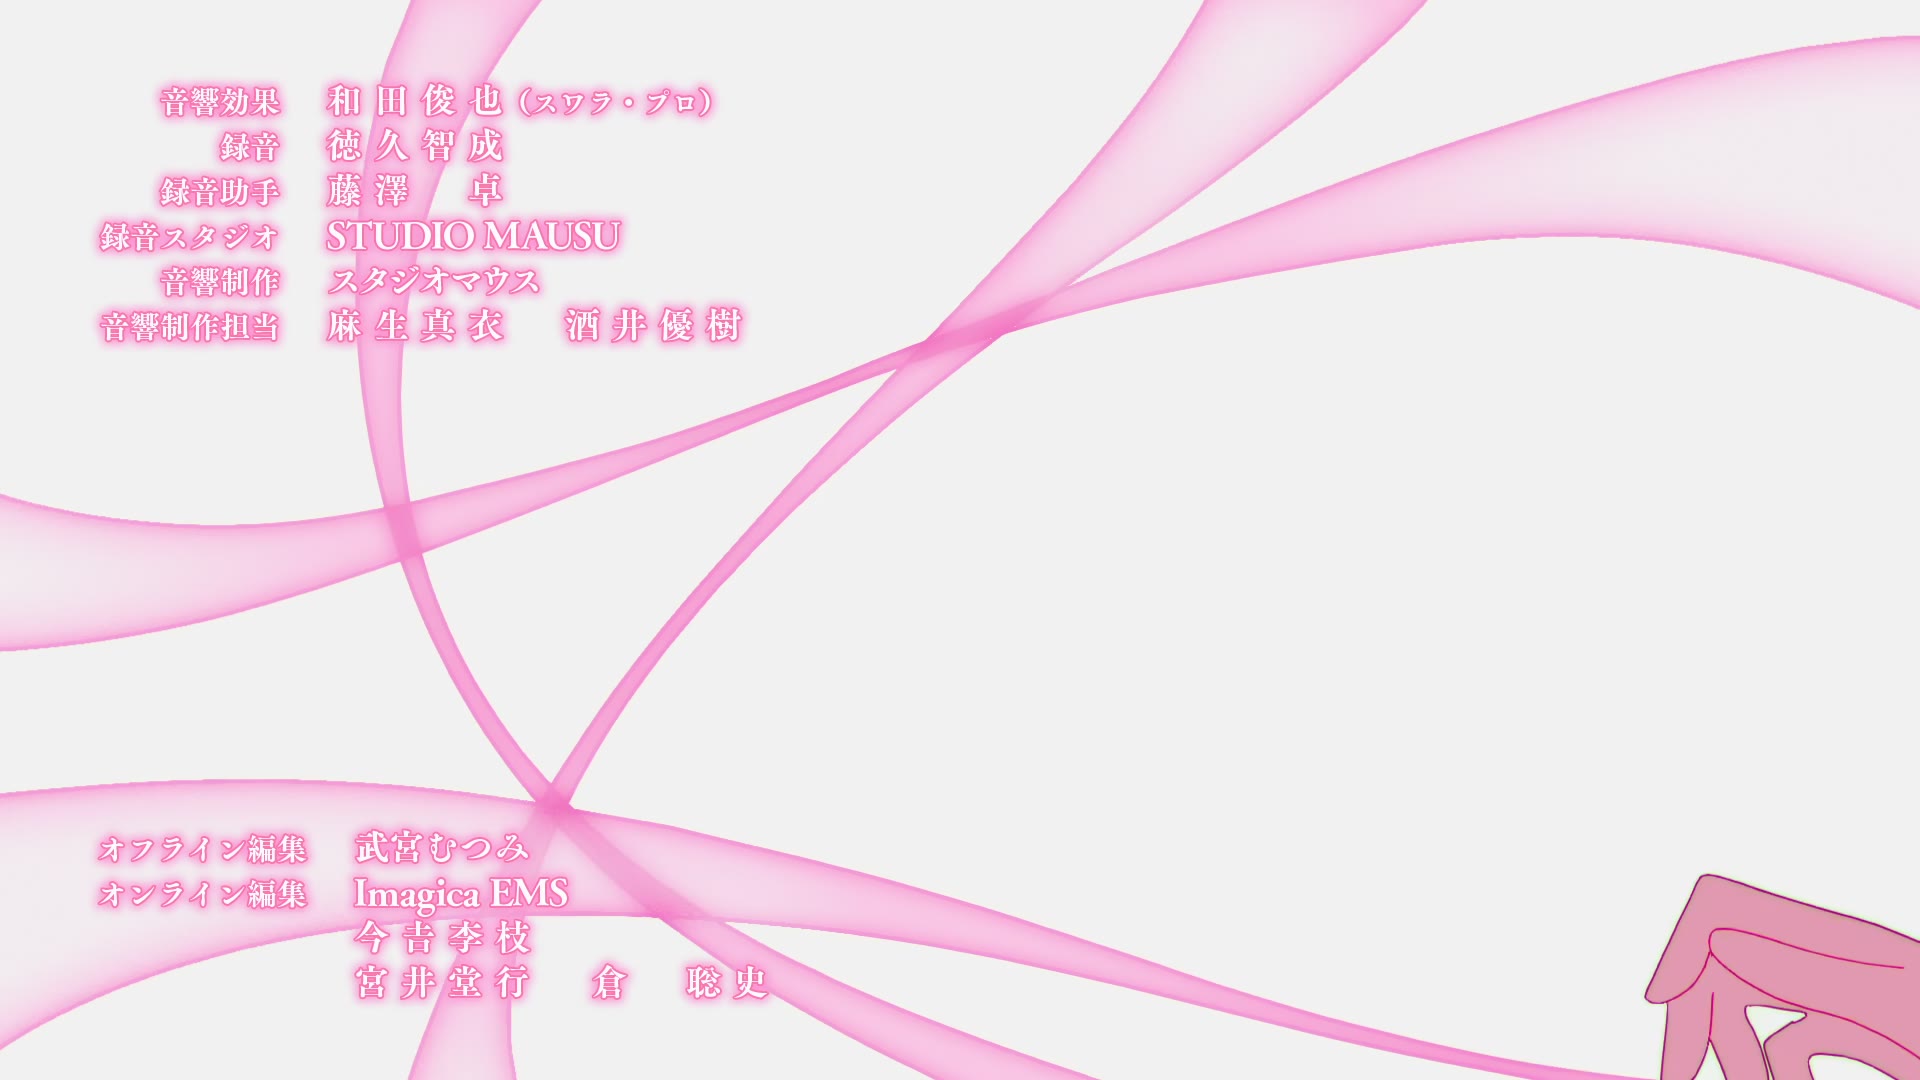 音響効果 和田俊也(スワラ・プロ)
録音 徳久智成
録音助手 藤澤 卓
録音スタジオ STUDIO MAUSU
音響制作 スタジオマウス
音響制作担当 麻生真衣 酒井優樹
オフライン編集 武宮むつみ
オンライン編集 Imagica EMS
今𠮷李枝
宮井堂行 倉 聡史